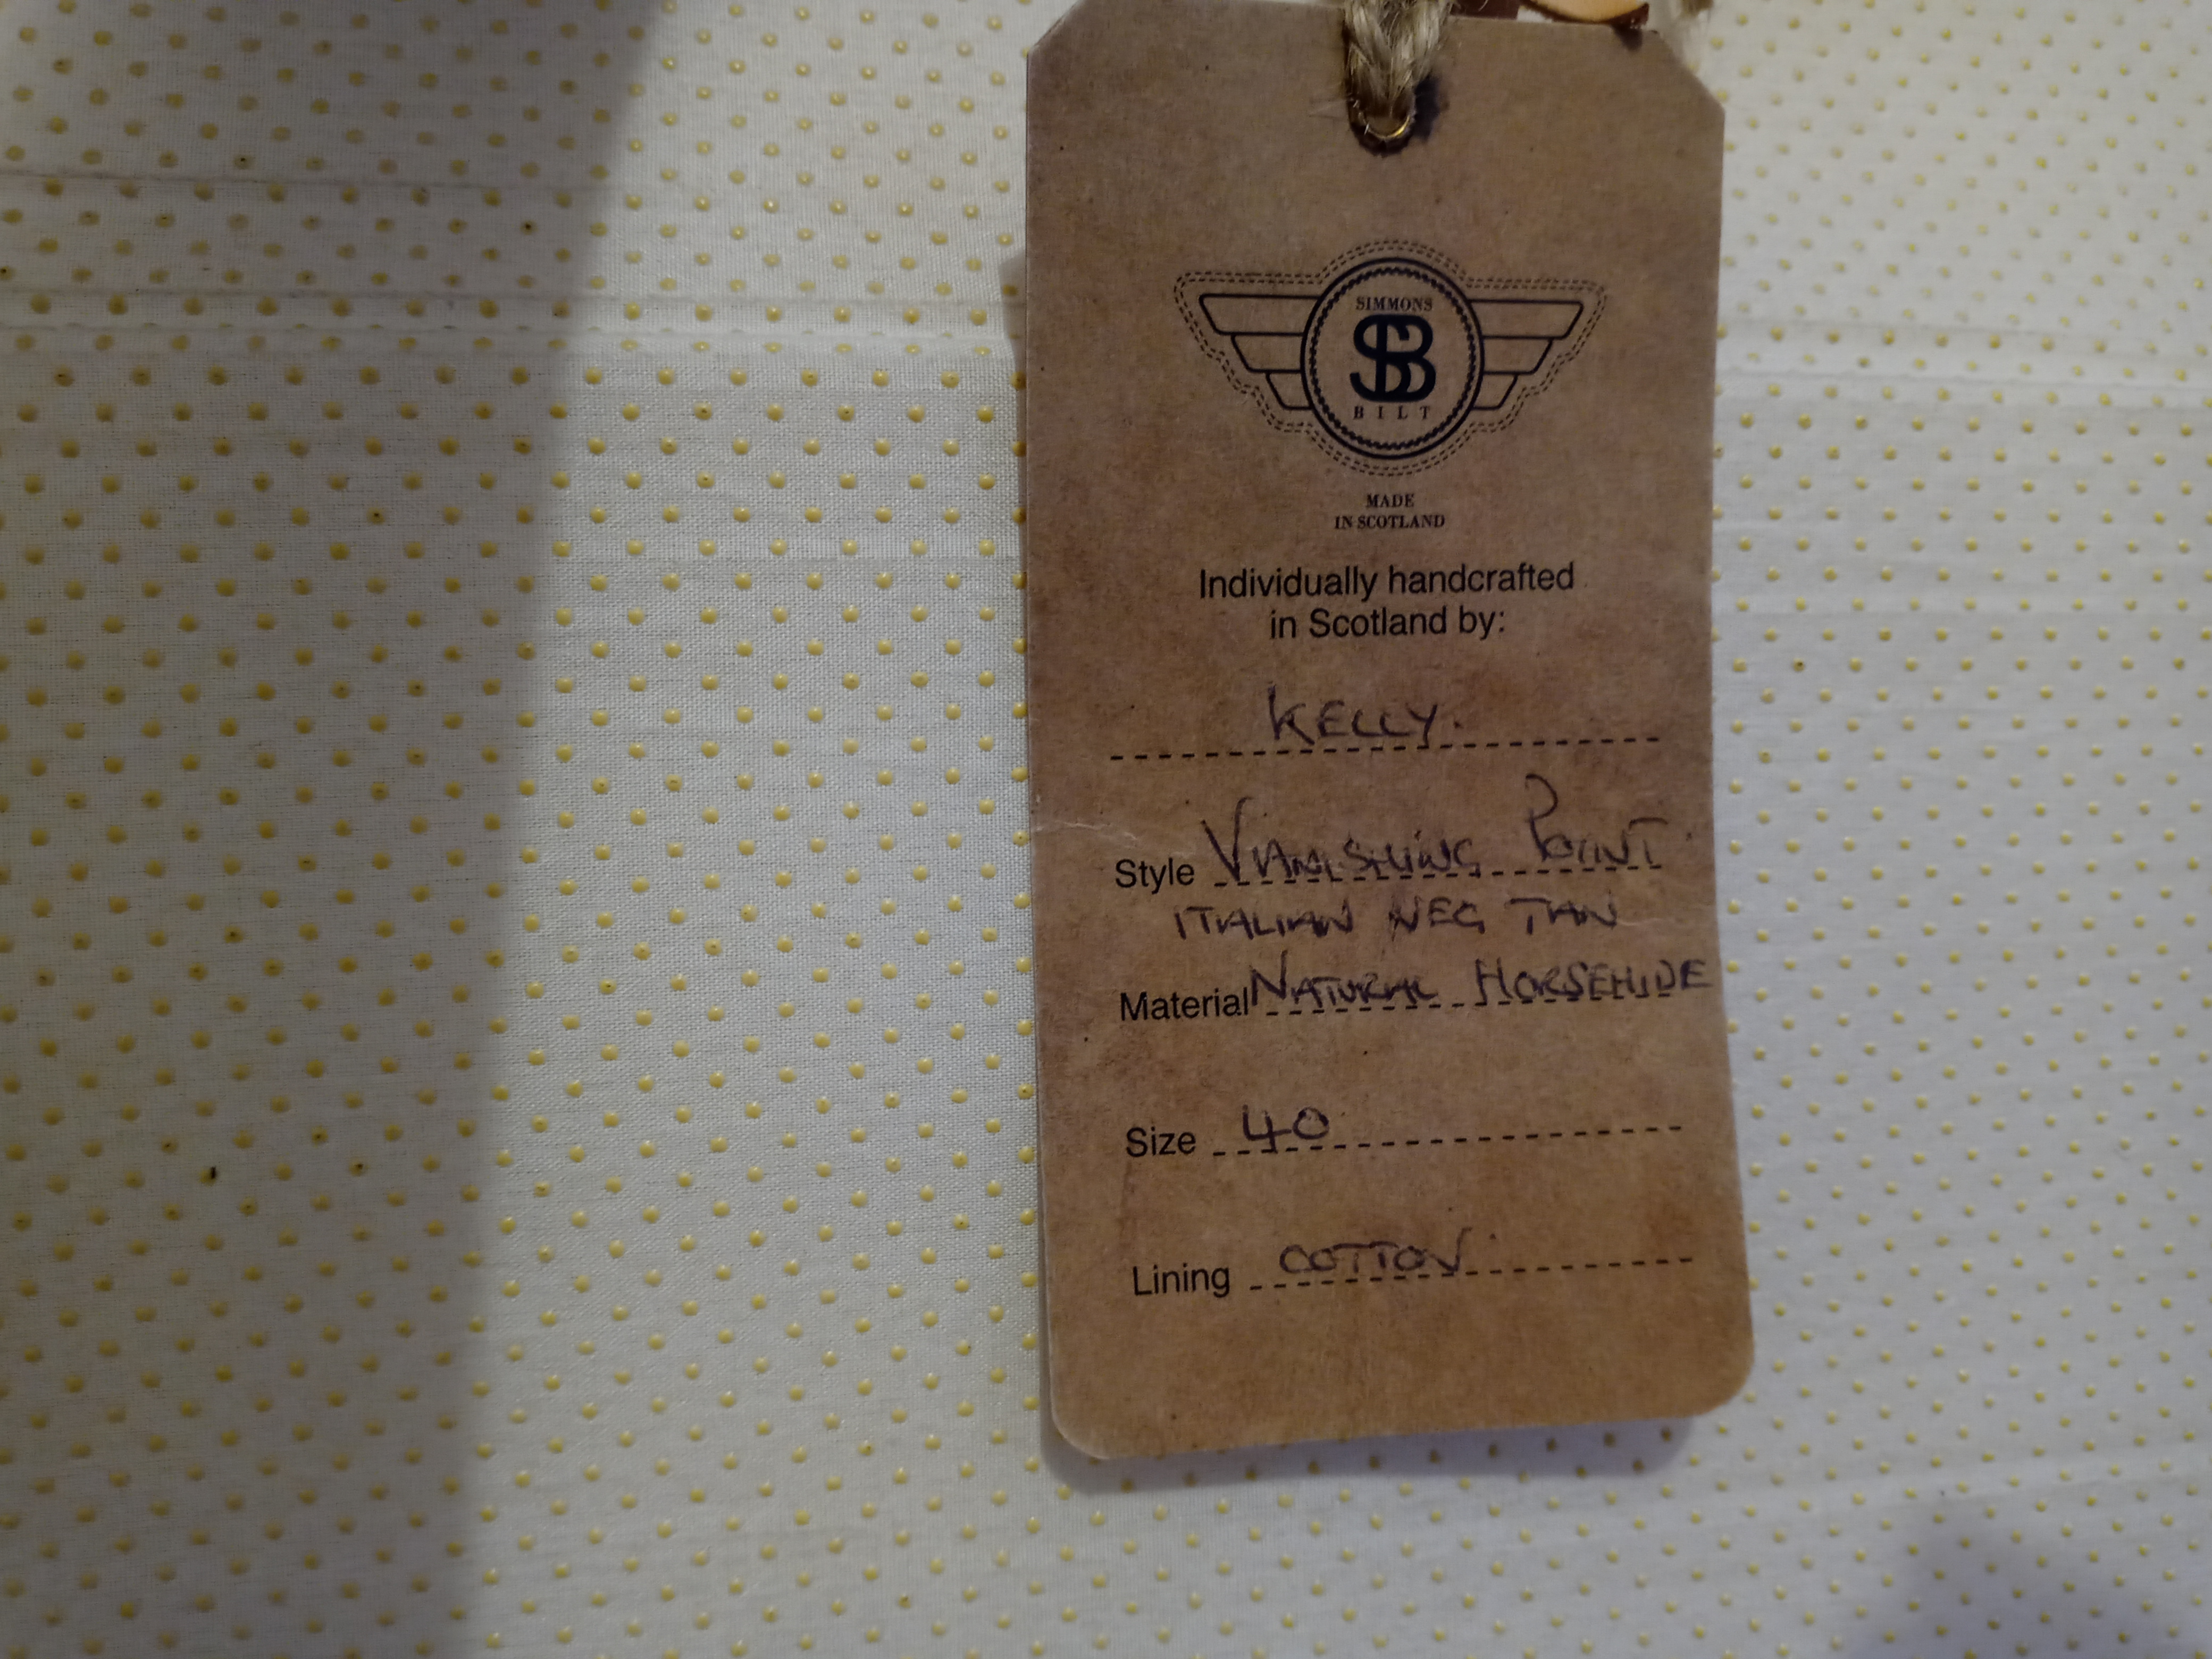 SIMMONS
SB
BILT
MADE
IN SCOTLAND
Individually handcrafted
in Scotland by:
KELLY.
Style VANISHING POINT.
ITALIAN VEG TAN
Material NATURAL HORSEHIDE
Size 40
Lining COTTON.